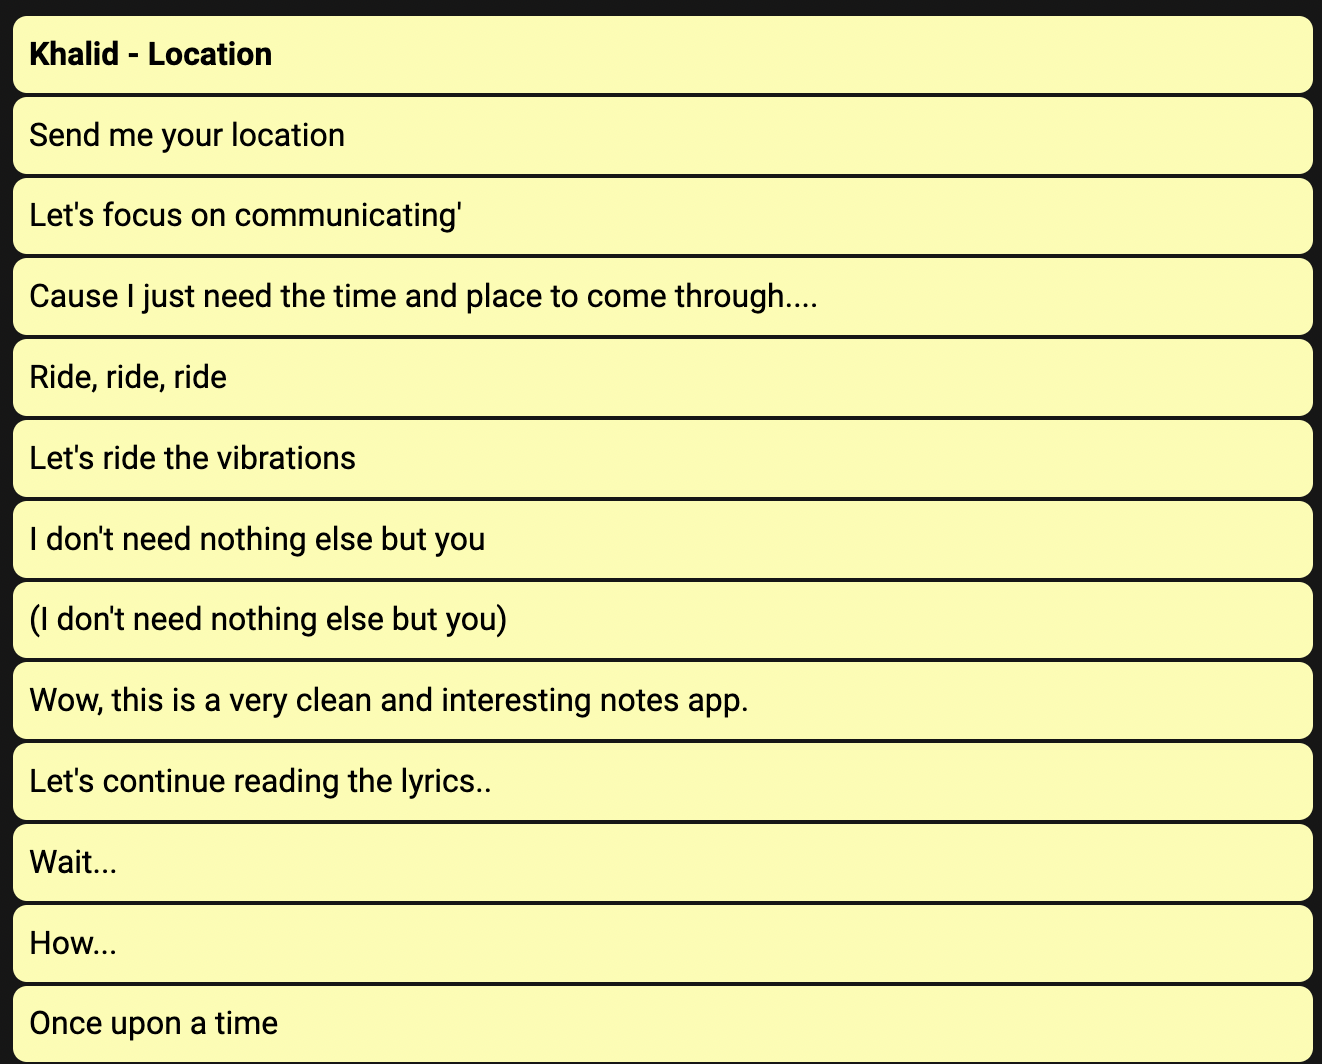 Khalid - Location
Send me your location
Let's focus on communicating'
Cause I just need the time and place to come through....
Ride, ride, ride
Let's ride the vibrations
I don't need nothing else but you
(I don't need nothing else but you)
Wow, this is a very clean and interesting notes app.
Let's continue reading the lyrics..
Wait...
How...
Once upon a time